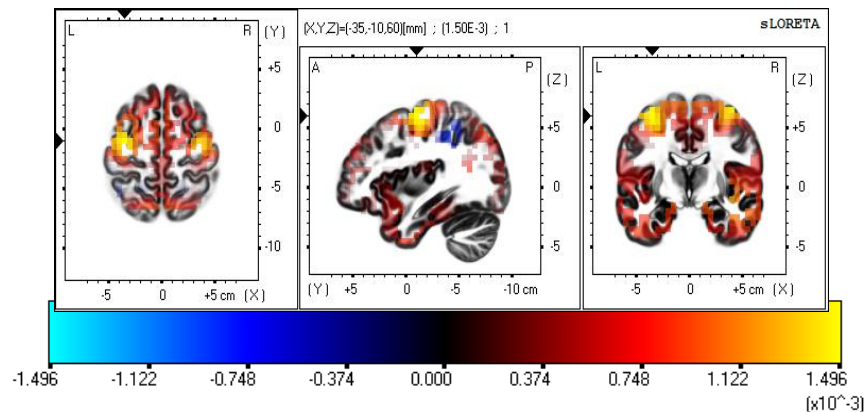 (X,Y,Z)=(-35,-10,60)[mm] ; (1.50E-3) ; 1
sLORETA
L R (Y)
+5
0
-5
-10
-5 0 +5 cm (X)
A P (Z)
+5
0
-5
(Y) +5 0 -5 -10 cm
L R (Z)
+5
0
-5
-5 0 +5 cm (X)
-1.496 -1.122 -0.748 -0.374 0.000 0.374 0.748 1.122 1.496
(x10^-3)